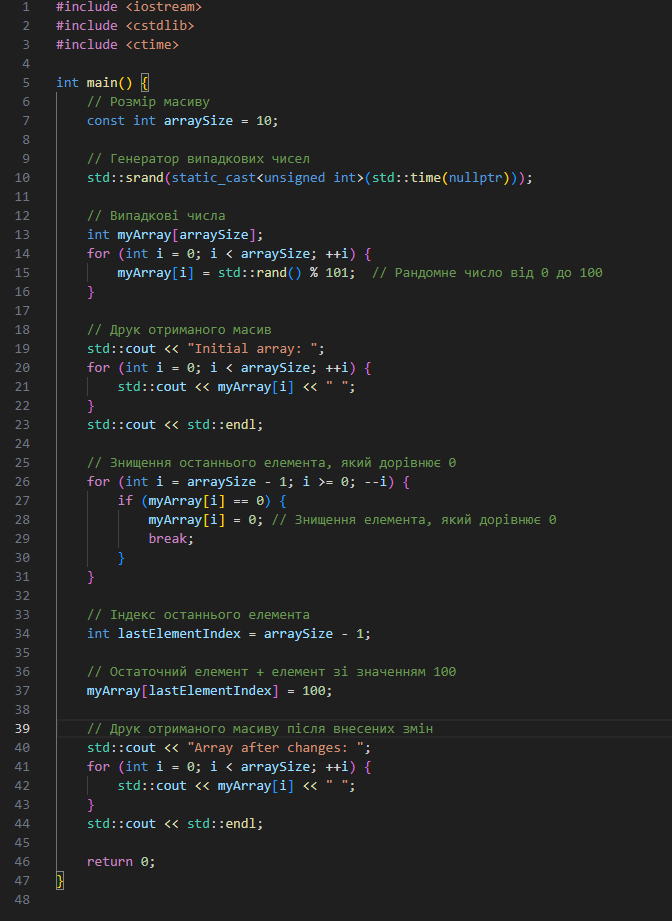 1 #include <iostream>
2 #include <cstdlib>
3 #include <ctime>
4
5 int main() {
6     // Розмір масиву
7     const int arraySize = 10;
8
9     // Генератор випадкових чисел
10     std::srand(static_cast<unsigned int>(std::time(nullptr)));
11
12     // Випадкові числа
13     int myArray[arraySize];
14     for (int i = 0; i < arraySize; ++i) {
15         myArray[i] = std::rand() % 101;  // Рандомне число від 0 до 100
16     }
17
18     // Друк отриманого масив
19     std::cout << "Initial array: ";
20     for (int i = 0; i < arraySize; ++i) {
21         std::cout << myArray[i] << " ";
22     }
23     std::cout << std::endl;
24
25     // Знищення останнього елемента, який дорівнює 0
26     for (int i = arraySize - 1; i >= 0; --i) {
27         if (myArray[i] == 0) {
28             myArray[i] = 0; // Знищення елемента, який дорівнює 0
29             break;
30         }
31     }
32
33     // Індекс останнього елемента
34     int lastElementIndex = arraySize - 1;
35
36     // Остаточний елемент + елемент зі значенням 100
37     myArray[lastElementIndex] = 100;
38
39     // Друк отриманого масиву після внесених змін
40     std::cout << "Array after changes: ";
41     for (int i = 0; i < arraySize; ++i) {
42         std::cout << myArray[i] << " ";
43     }
44     std::cout << std::endl;
45
46     return 0;
47 }
48